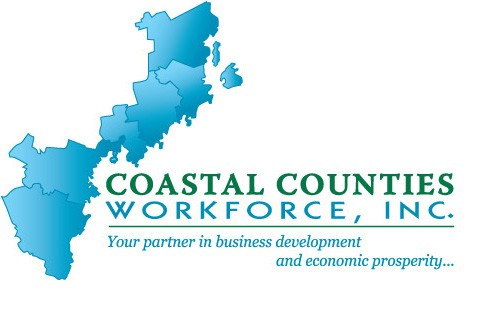 COASTAL COUNTIES
WORKFORCE, INC.
Your partner in business development
and economic prosperity...